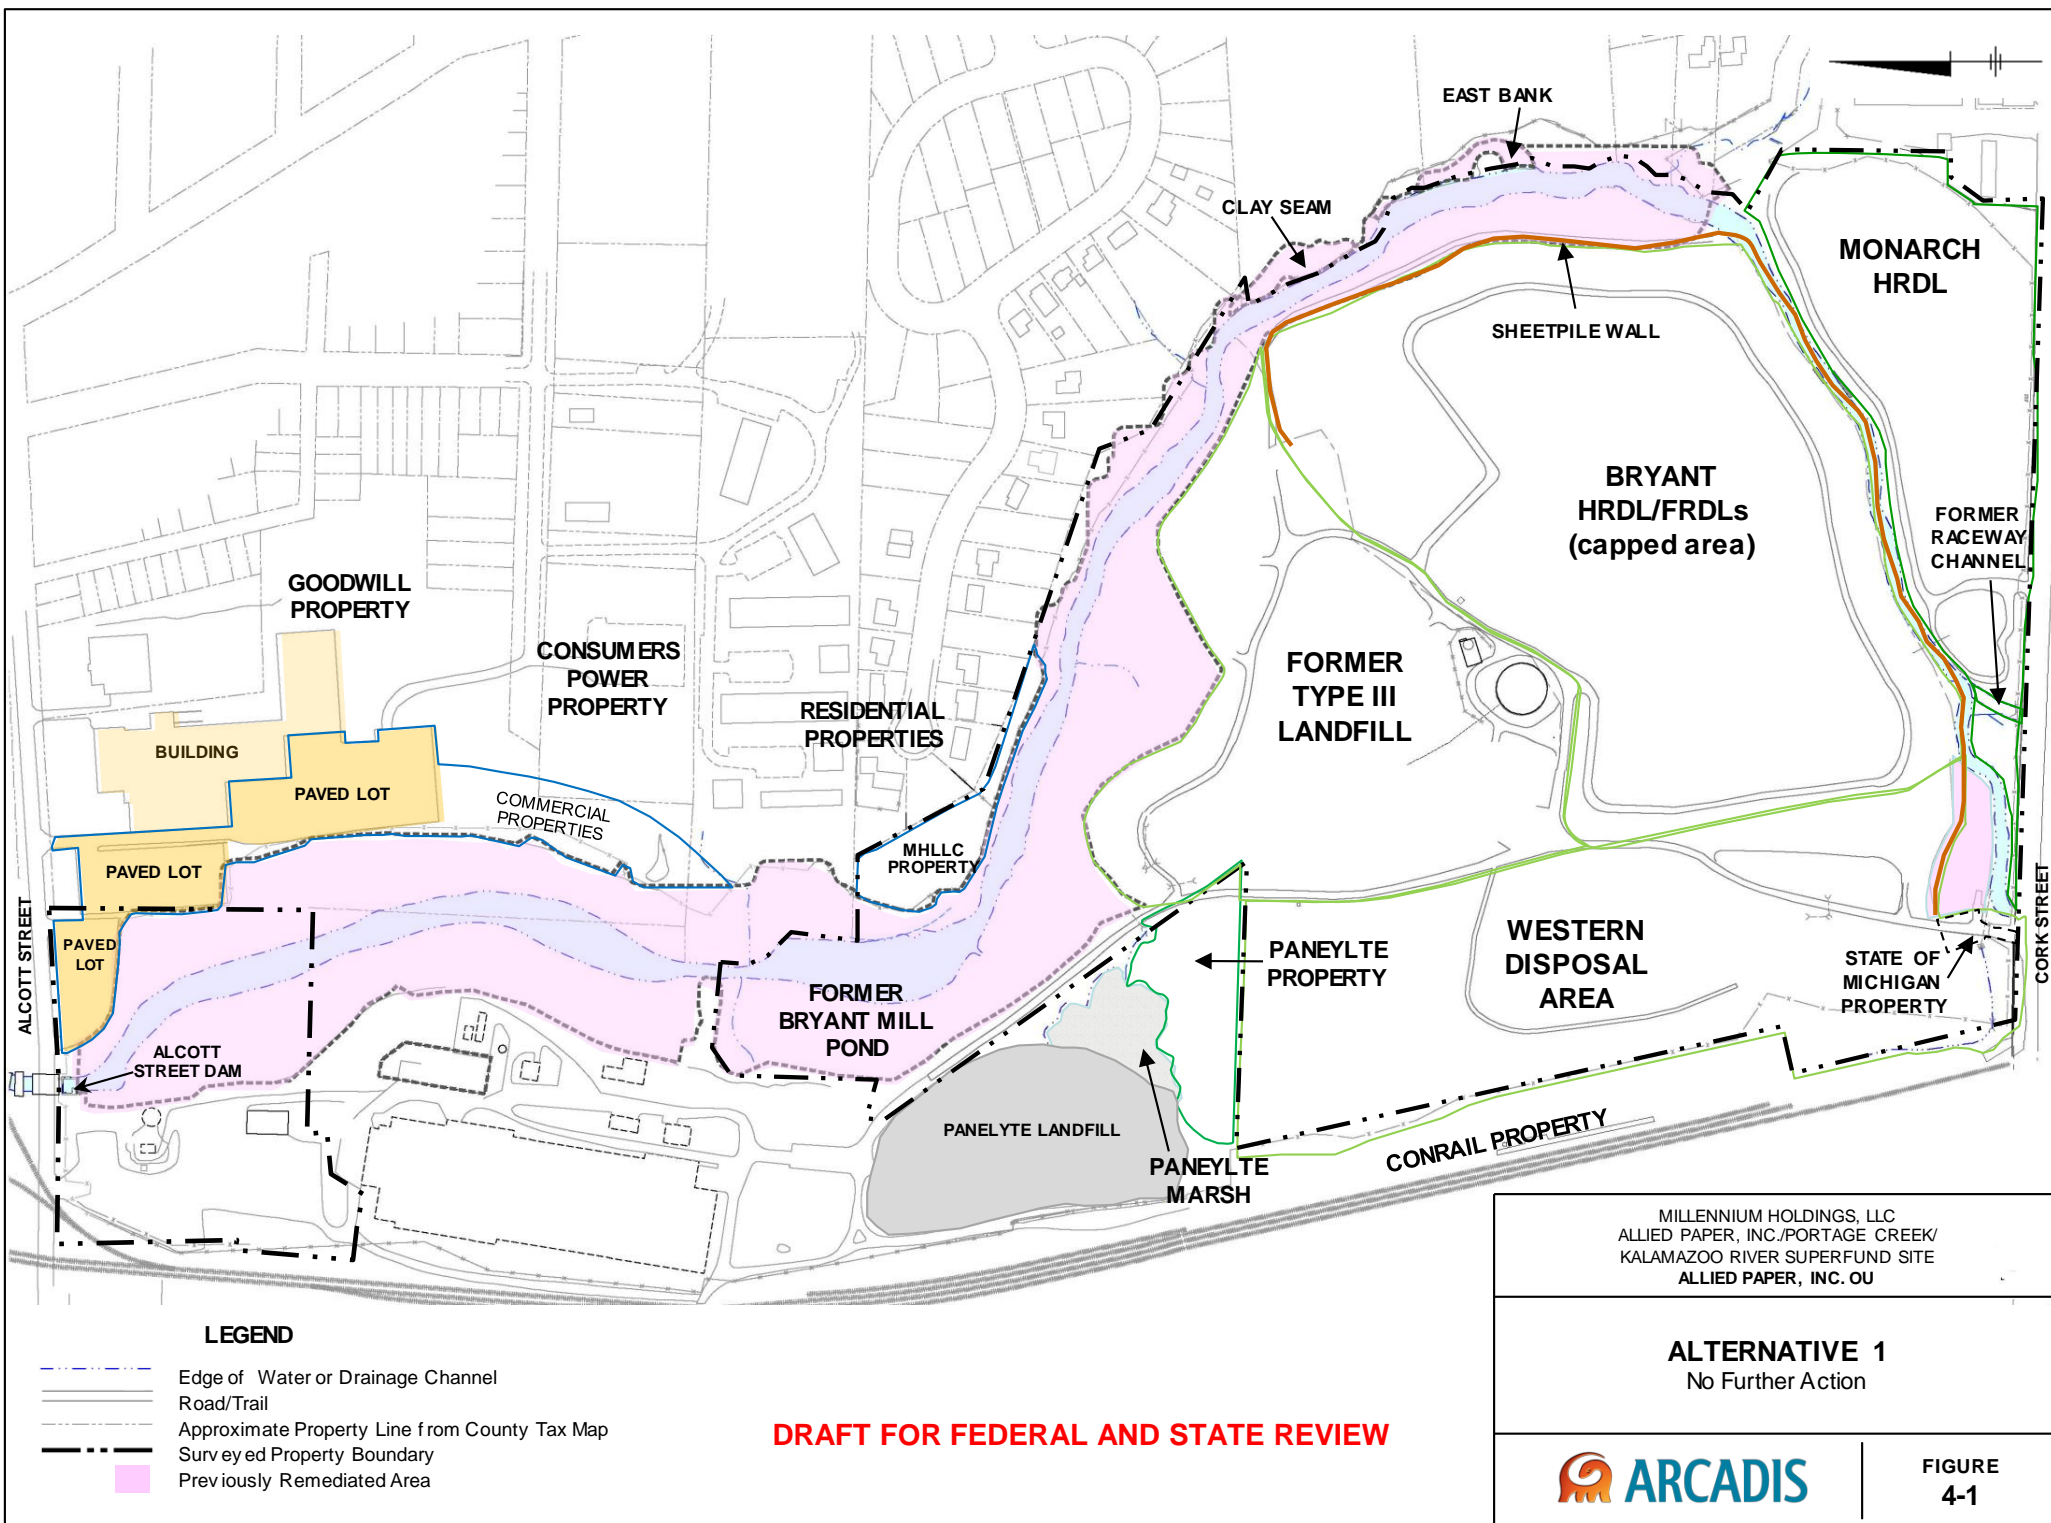 EAST BANK
CLAY SEAM
MONARCH
HRDL
SHEETPILE WALL
BRYANT
HRDL/FRDLs
(capped area)
FORMER
RACEWAY
CHANNEL
GOODWILL
PROPERTY
CONSUMERS
POWER
PROPERTY
RESIDENTIAL
PROPERTIES
FORMER
TYPE III
LANDFILL
BUILDING
PAVED LOT
COMMERCIAL
PROPERTIES
MHLLC
PROPERTY
PAVED LOT
PAVED
LOT
ALCOTT STREET
ALCOTT
STREET DAM
FORMER
BRYANT MILL
POND
PANEYLTE
PROPERTY
WESTERN
DISPOSAL
AREA
STATE OF
MICHIGAN
PROPERTY
CORK STREET
PANELYTE LANDFILL
PANEYLTE
MARSH
CONRAIL PROPERTY
LEGEND
Edge of Water or Drainage Channel
Road/Trail
Approximate Property Line from County Tax Map
Surveyed Property Boundary
Previously Remediated Area
DRAFT FOR FEDERAL AND STATE REVIEW
MILLENNIUM HOLDINGS, LLC
ALLIED PAPER, INC./PORTAGE CREEK/
KALAMAZOO RIVER SUPERFUND SITE
ALLIED PAPER, INC. OU
ALTERNATIVE 1
No Further Action
ARCADIS
FIGURE
4-1